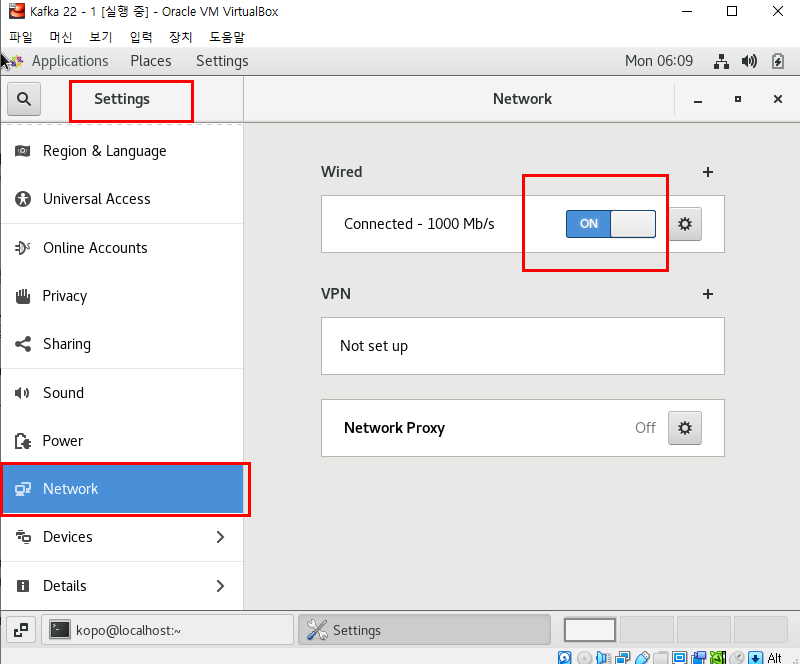 Kafka 22 - 1 [실행 중] - Oracle VM VirtualBox
파일 머신 보기 입력 장치 도움말
Applications Places Settings Mon 06:09
Settings Network
Region & Language
Universal Access
Online Accounts
Privacy
Sharing
Sound
Power
Network
Devices
Details
Wired
Connected - 1000 Mb/s ON
VPN
Not set up
Network Proxy Off
kopo@localhost:~ Settings
Alt